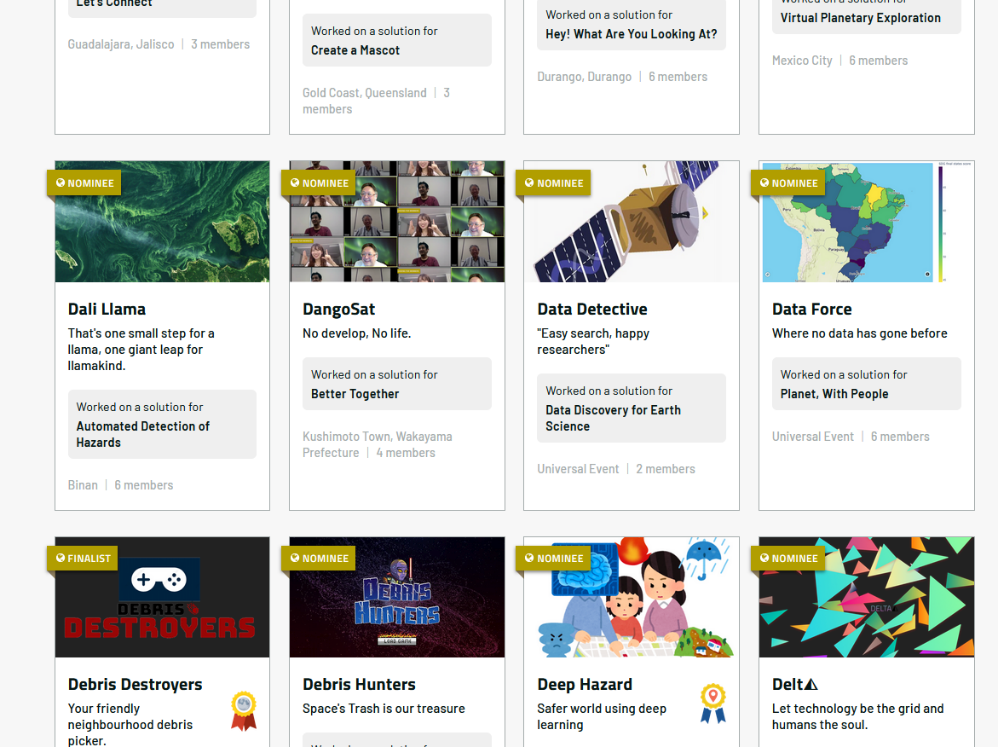 Let's Connect
Guadalajara, Jalisco | 3 members
Worked on a solution for
Create a Mascot
Gold Coast, Queensland | 3
members
Worked on a solution for
Hey! What Are You Looking At?
Durango, Durango | 6 members
Worked on a solution for
Virtual Planetary Exploration
Mexico City | 6 members
NOMINEE
Dali Llama
That's one small step for a
llama, one giant leap for
llamakind.
Worked on a solution for
Automated Detection of
Hazards
Binan | 6 members
NOMINEE
DangoSat
No develop, No life.
Worked on a solution for
Better Together
Kushimoto Town, Wakayama
Prefecture | 4 members
NOMINEE
Data Detective
"Easy search, happy
researchers"
Worked on a solution for
Data Discovery for Earth
Science
Universal Event | 2 members
NOMINEE
Data Force
Where no data has gone before
Worked on a solution for
Planet, With People
Universal Event | 6 members
FINALIST
DEBRIS
DESTROYERS
Debris Destroyers
Your friendly
neighbourhood debris
picker.
NOMINEE
DEBRIS
HUNTERS
LOAD GAME
Debris Hunters
Space's Trash is our treasure
Worked on a solution for
NOMINEE
Deep Hazard
Safer world using deep
learning
NOMINEE
DELTA
Delt◭
Let technology be the grid and
humans the soul.